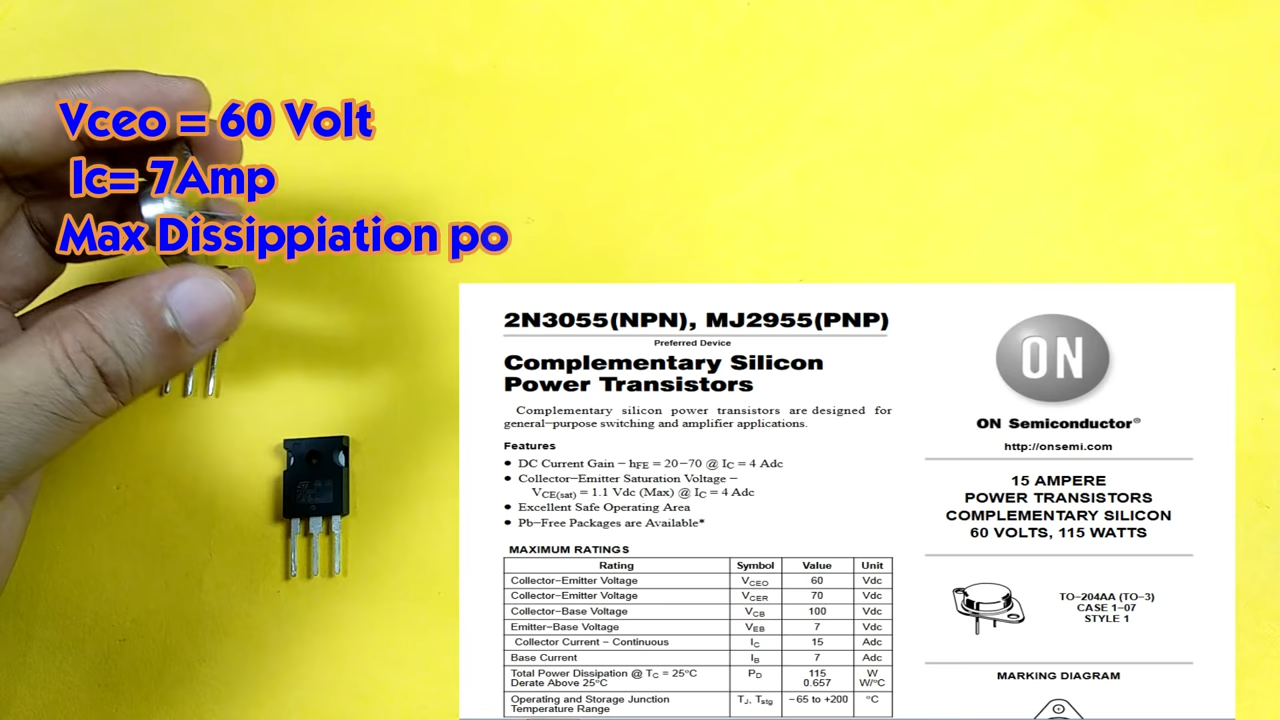 Vceo = 60 Volt
Ic= 7Amp
Max Dissippiation po
2N3055(NPN), MJ2955(PNP)
Preferred Device
Complementary Silicon
Power Transistors
Complementary silicon power transistors are designed for
general−purpose switching and amplifier applications.
Features
• DC Current Gain − hFE = 20−70 @ IC = 4 Adc
• Collector−Emitter Saturation Voltage −
VCE(sat) = 1.1 Vdc (Max) @ IC = 4 Adc
• Excellent Safe Operating Area
• Pb−Free Packages are Available*
MAXIMUM RATINGS
Rating Symbol Value Unit
Collector−Emitter Voltage VCEO 60 Vdc
Collector−Emitter Voltage VCER 70 Vdc
Collector−Base Voltage VCB 100 Vdc
Emitter−Base Voltage VEB 7 Vdc
Collector Current − Continuous IC 15 Adc
Base Current IB 7 Adc
Total Power Dissipation @ TC = 25°C PD 115 W
Derate Above 25°C 0.657 W/°C
Operating and Storage Junction TJ, Tstg −65 to +200 °C
Temperature Range
ON
ON Semiconductor®
http://onsemi.com
15 AMPERE
POWER TRANSISTORS
COMPLEMENTARY SILICON
60 VOLTS, 115 WATTS
TO−204AA (TO−3)
CASE 1−07
STYLE 1
MARKING DIAGRAM